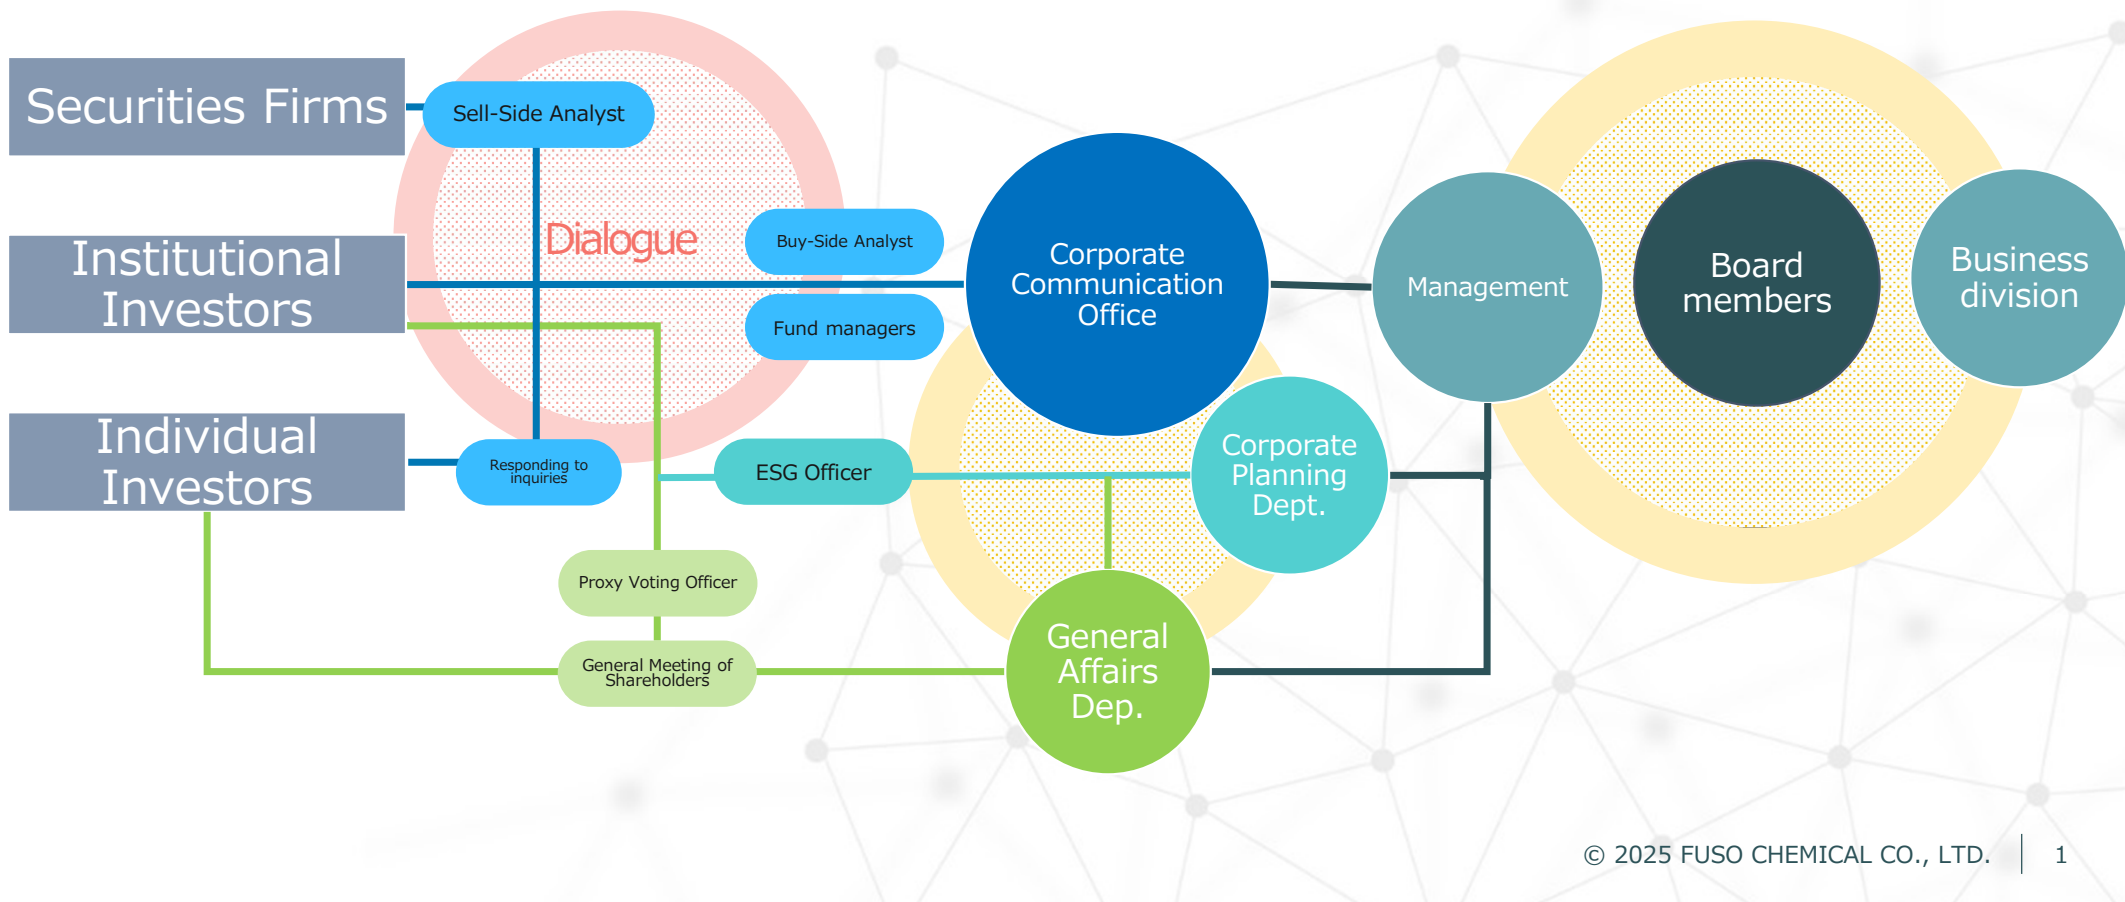 Securities Firms
Sell-Side Analyst
Dialogue
Institutional
Investors
Buy-Side Analyst
Fund managers
Individual
Investors
Responding to
inquiries
ESG Officer
Proxy Voting Officer
General Meeting of
Shareholders
Corporate
Communication
Office
Corporate
Planning
Dept.
General
Affairs
Dep.
Management
Board
members
Business
division
© 2025 FUSO CHEMICAL CO., LTD.
1